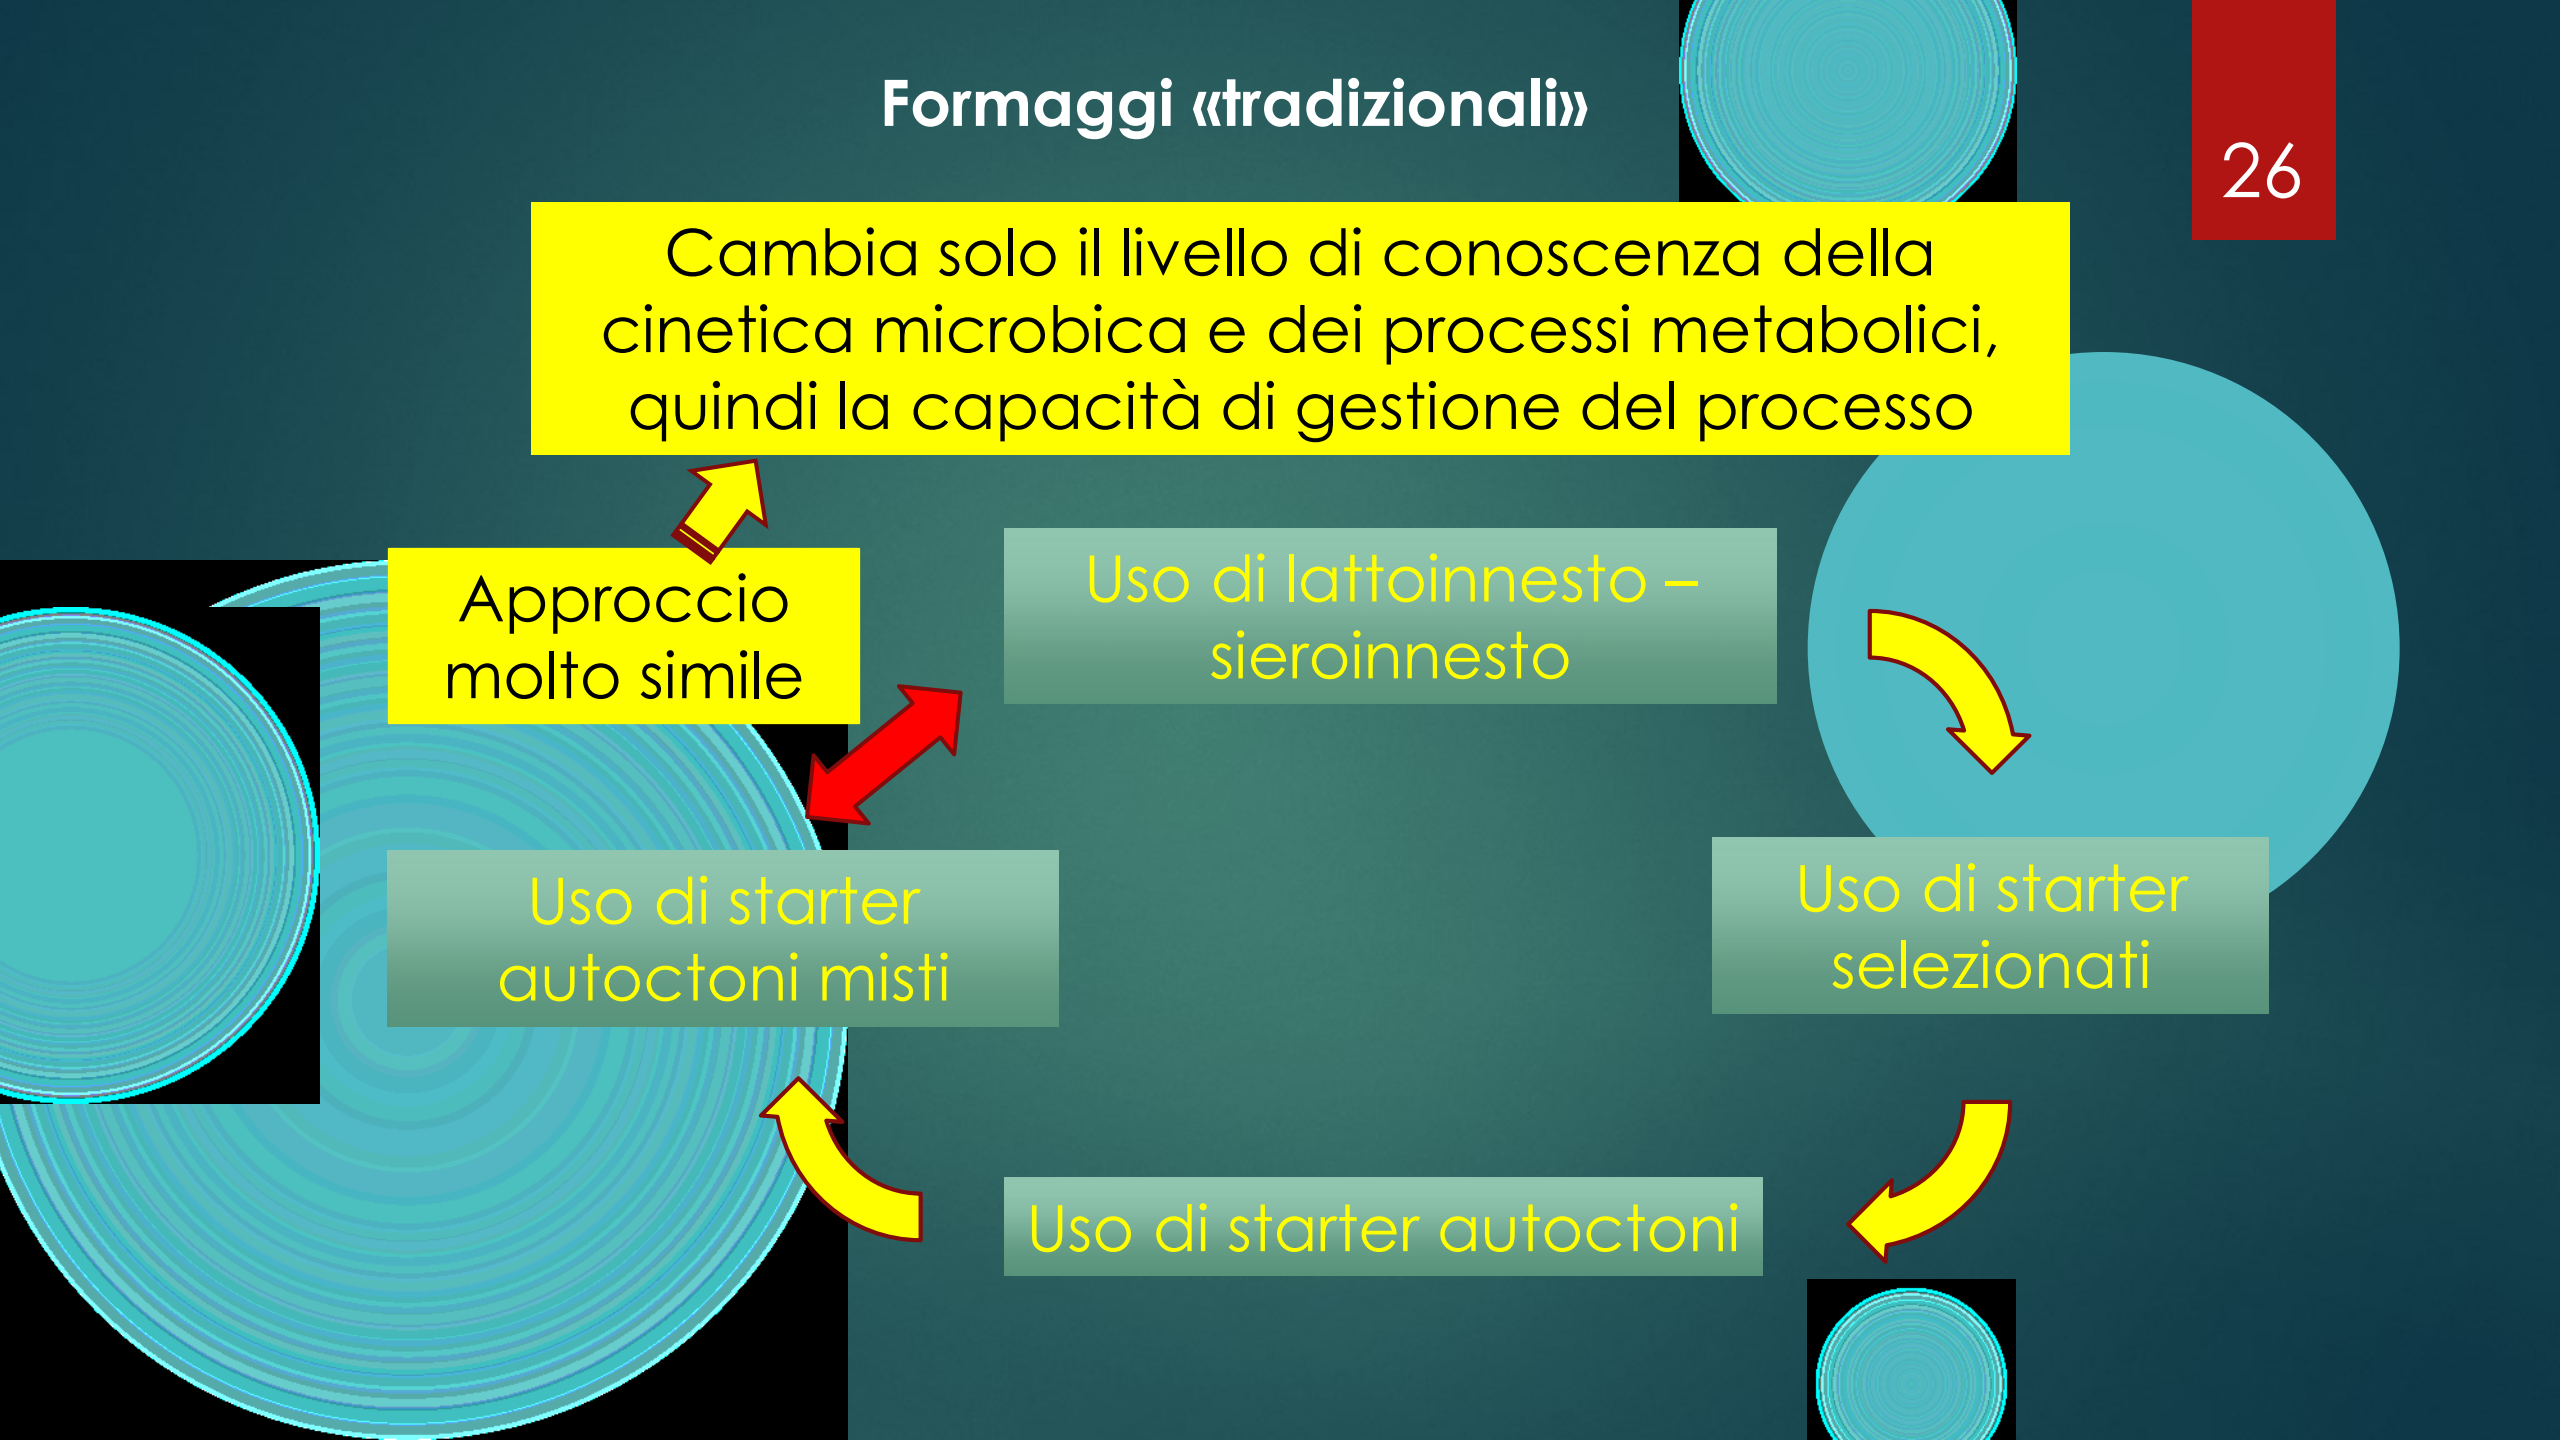 Formaggi «tradizionali»
26
Cambia solo il livello di conoscenza della
cinetica microbica e dei processi metabolici,
quindi la capacità di gestione del processo
Approccio
molto simile
Uso di lattoinnesto –
sieroinnesto
Uso di starter
autoctoni misti
Uso di starter
selezionati
Uso di starter autoctoni